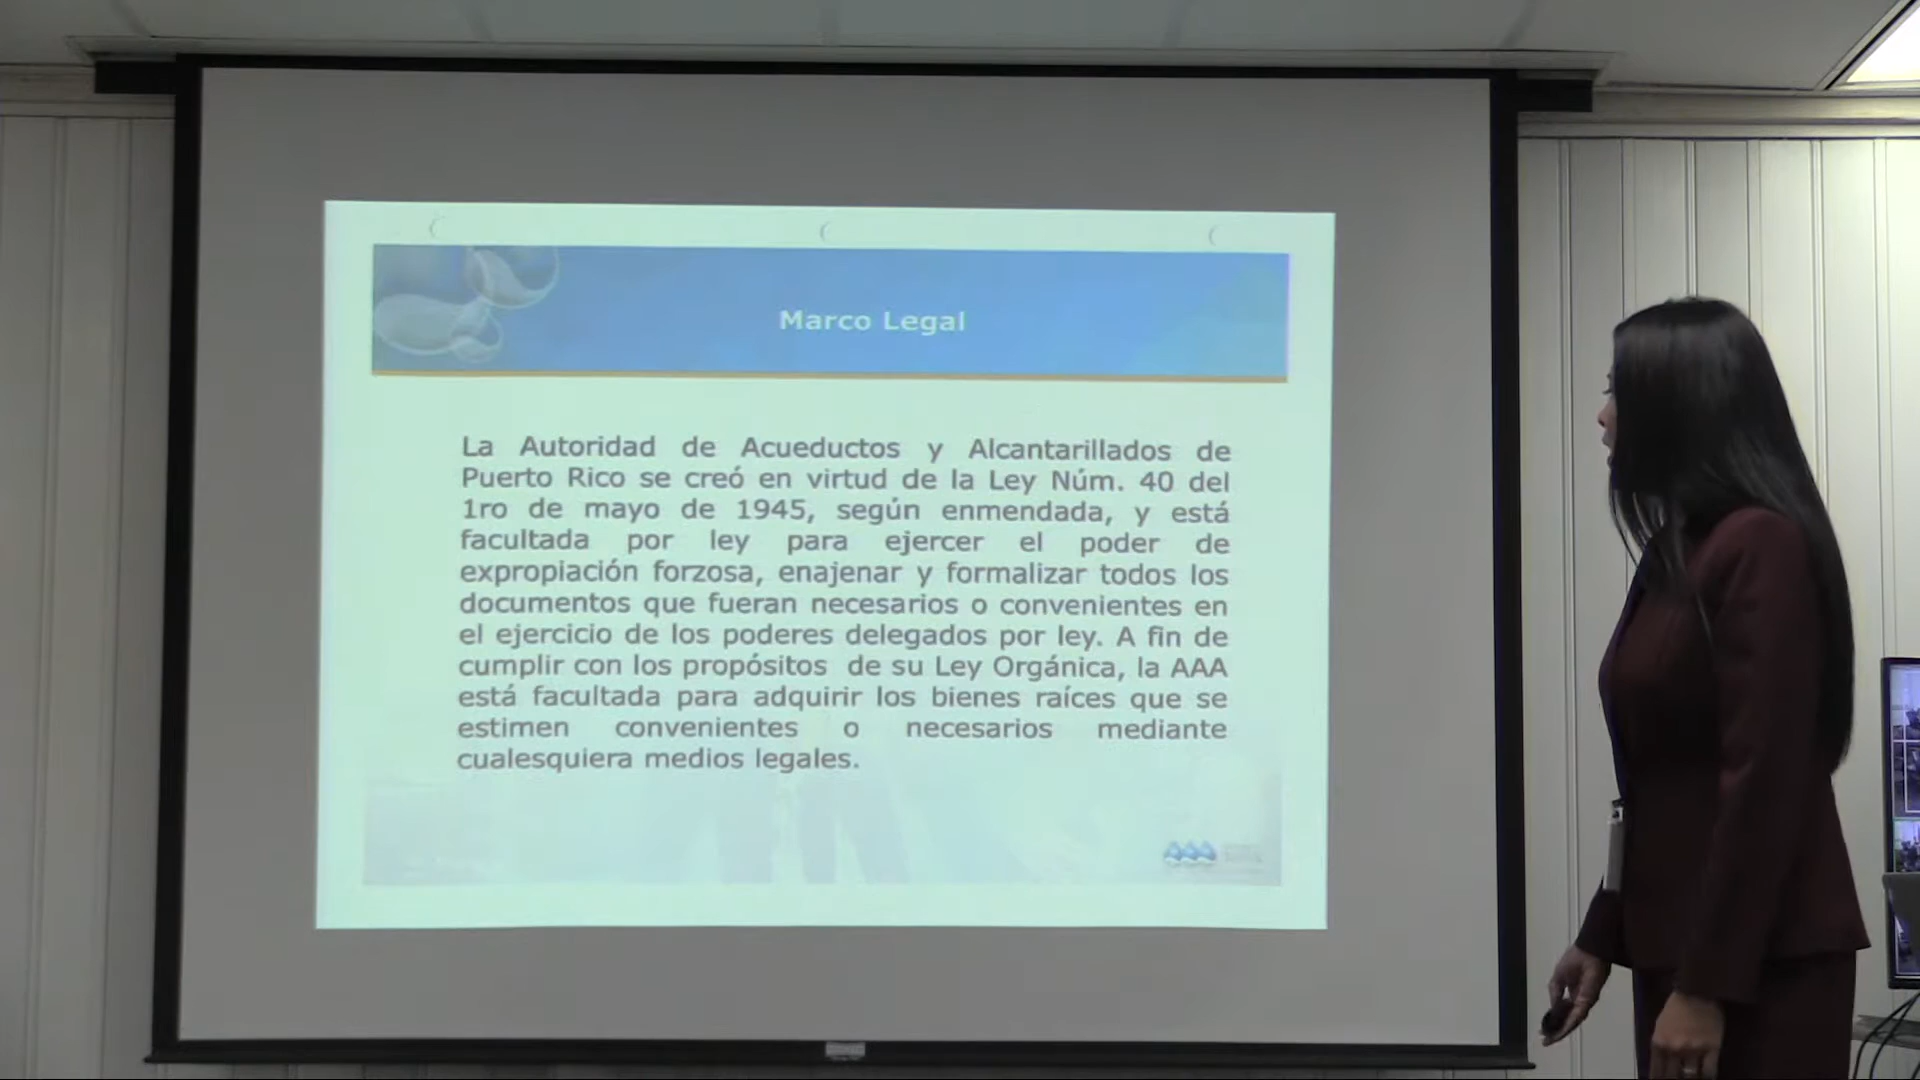 Marco Legal
La Autoridad de Acueductos y Alcantarillados de
Puerto Rico se creó en virtud de la Ley Núm. 40 del
1ro de mayo de 1945, según enmendada, y está
facultada por ley para ejercer el poder de
expropiación forzosa, enajenar y formalizar todos los
documentos que fueran necesarios o convenientes en
el ejercicio de los poderes delegados por ley. A fin de
cumplir con los propósitos de su Ley Orgánica, la AAA
está facultada para adquirir los bienes raíces que se
estimen convenientes o necesarios mediante
cualesquiera medios legales.